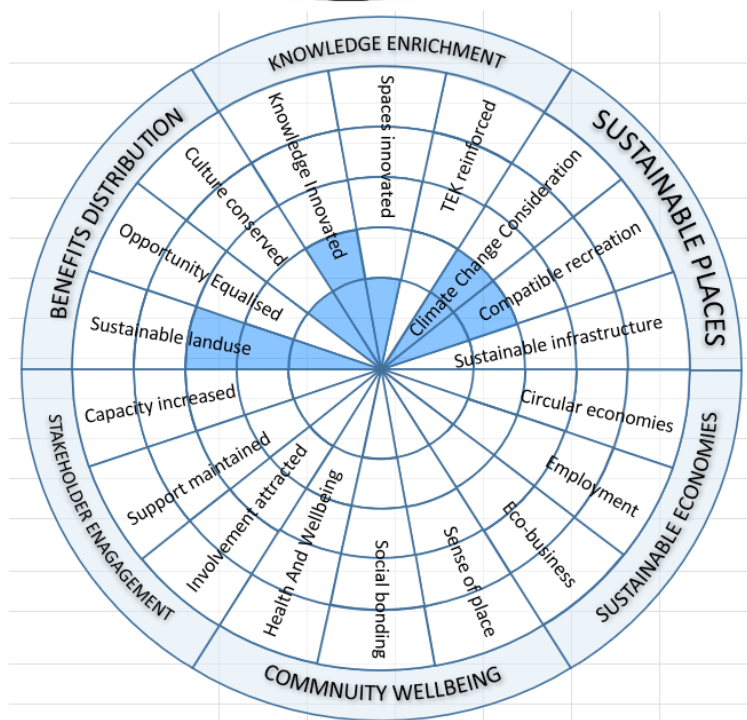 KNOWLEDGE ENRICHMENT
Knowledge Innovated
Spaces innovated
TEK reinforced
SUSTAINABLE PLACES
Climate Change Consideration
Compatible recreation
Sustainable infrastructure
SUSTAINABLE ECONOMIES
Circular economies
Employment
Eco-business
COMMNUITY WELLBEING
Sense of place
Social bonding
Health And Wellbeing
STAKEHOLDER ENAGAGEMENT
Involvement attracted
Support maintained
Capacity increased
BENEFITS DISTRIBUTION
Sustainable landuse
Opportunity Equalised
Culture conserved